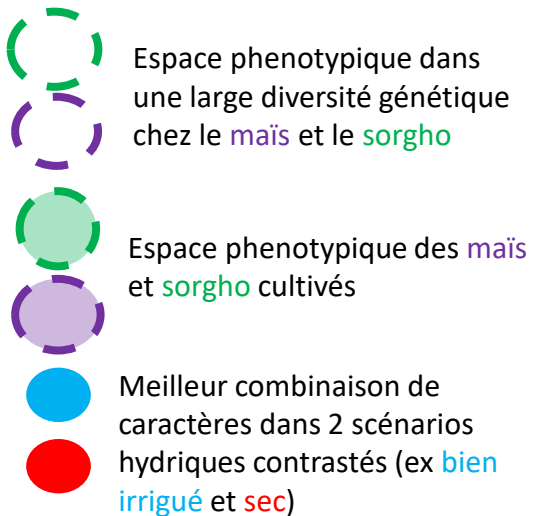 Espace phenotypique dans
une large diversité génétique
chez le maïs et le sorgho
Espace phenotypique des maïs
et sorgho cultivés
Meilleur combinaison de
caractères dans 2 scénarios
hydriques contrastés (ex bien
irrigué et sec)